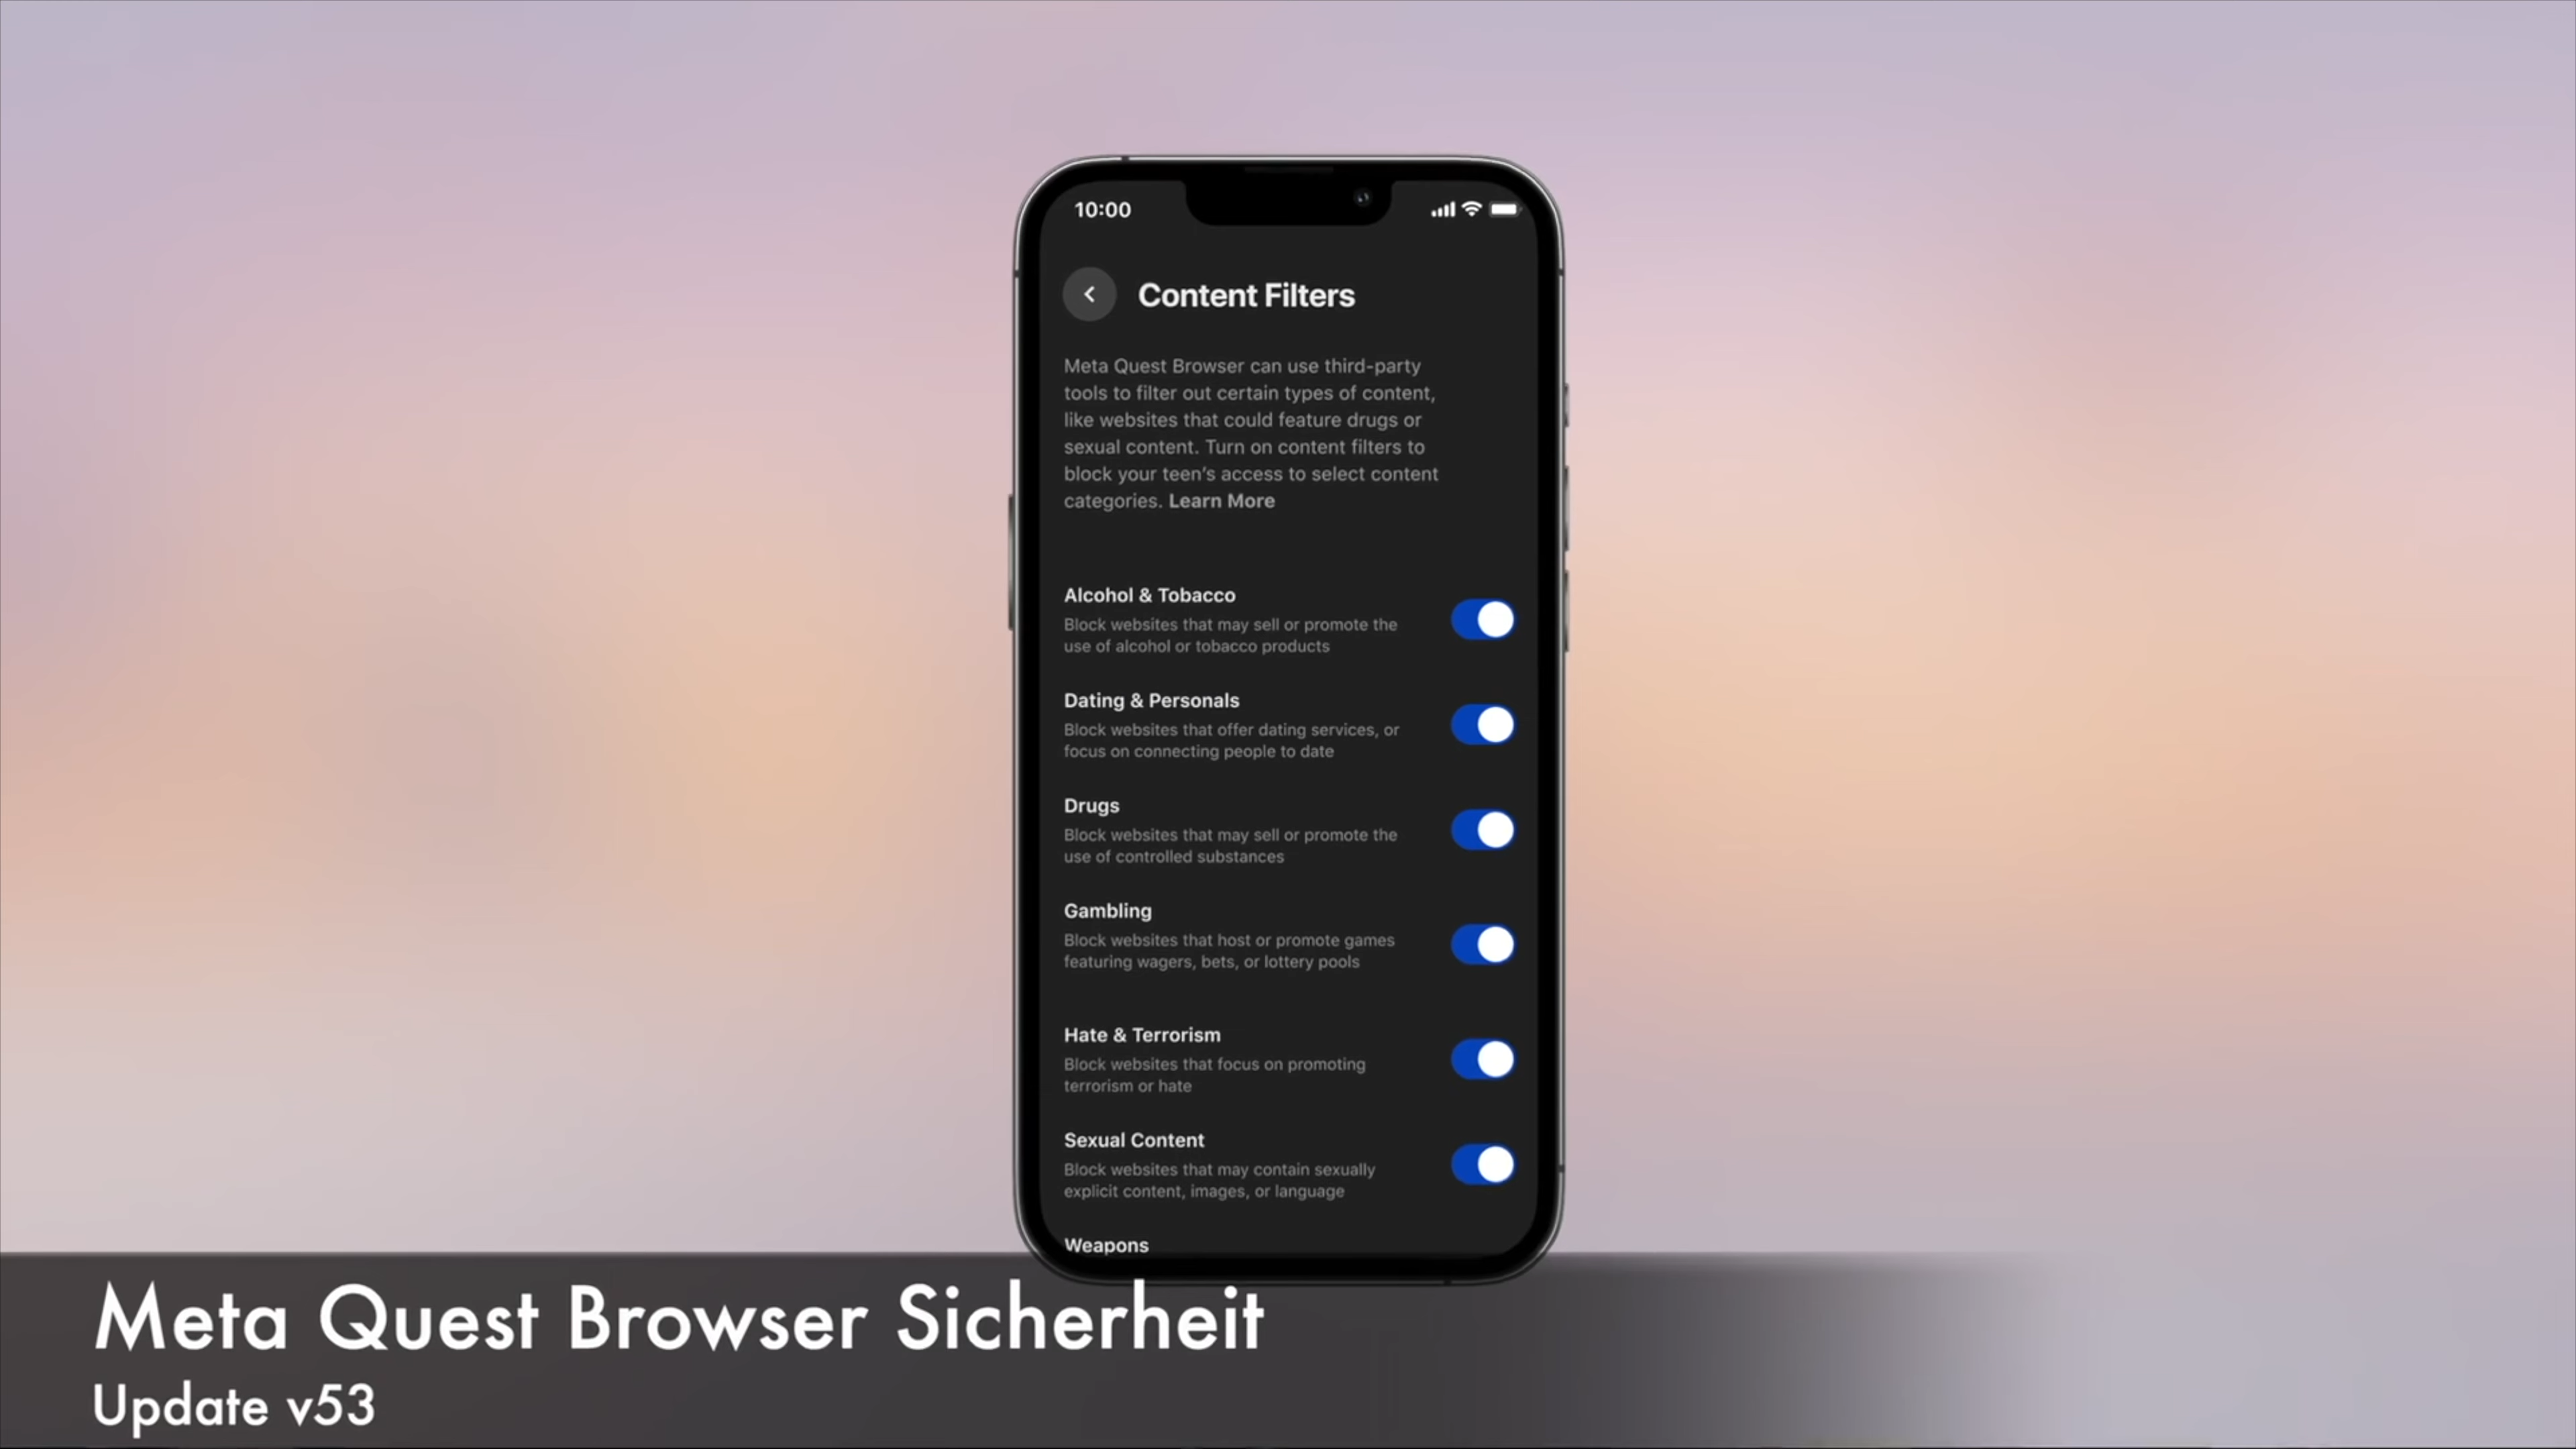 10:00
Content Filters
Meta Quest Browser can use third-party
tools to filter out certain types of content,
like websites that could feature drugs or
sexual content. Turn on content filters to
block your teen's access to select content
categories. Learn More
Alcohol & Tobacco
Block websites that may sell or promote the
use of alcohol or tobacco products
Dating & Personals
Block websites that offer dating services, or
focus on connecting people to date
Drugs
Block websites that may sell or promote the
use of controlled substances
Gambling
Block websites that host or promote games
featuring wagers, bets, or lottery pools
Hate & Terrorism
Block websites that focus on promoting
terrorism or hate
Sexual Content
Block websites that may contain sexually
explicit content, images, or language
Weapons
Meta Quest Browser Sicherheit
Update v53